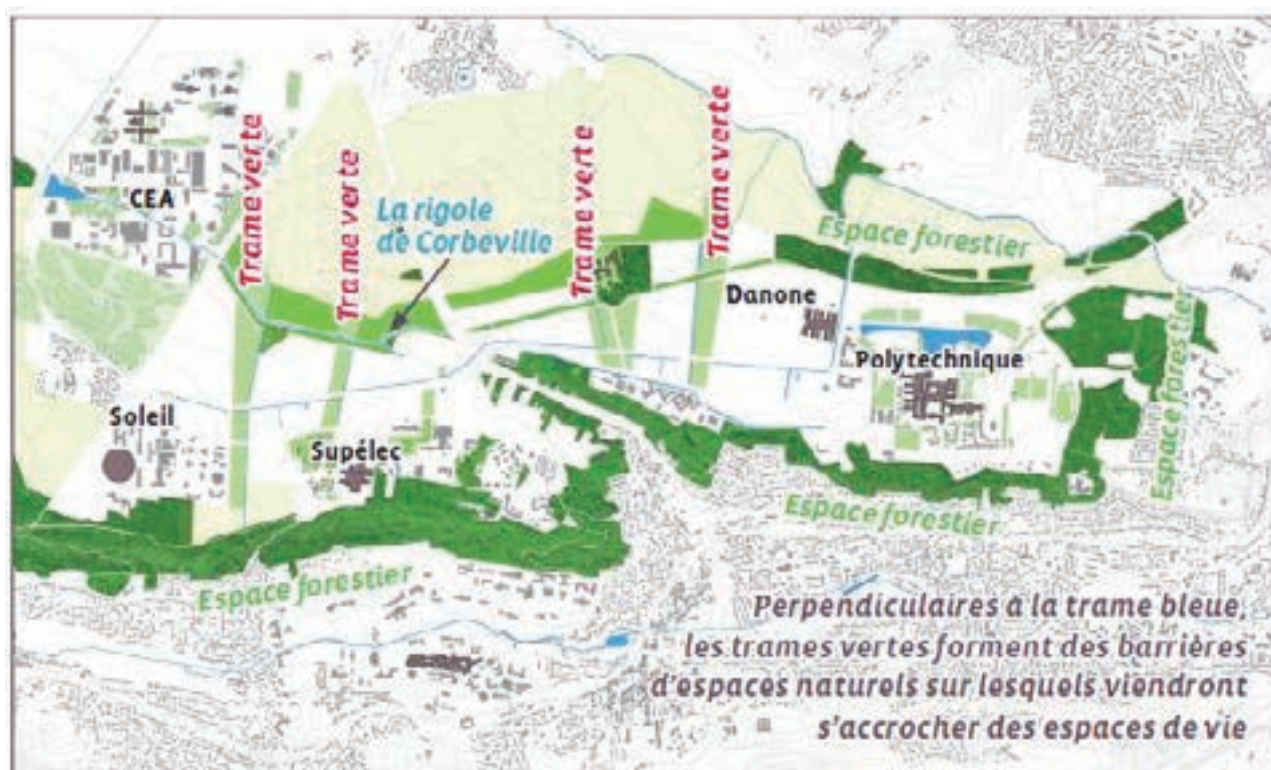 CEA
Trame verte
Trame verte
La rigole
de Corbeville
Trame verte
Trame verte
Espace forestier
Danone
Polytechnique
Espace forestier
Soleil
Supélec
Espace forestier
Espace forestier
Perpendiculaires à la trame bleue,
les trames vertes forment des barrières
d'espaces naturels sur lesquels viendront
s'accrocher des espaces de vie